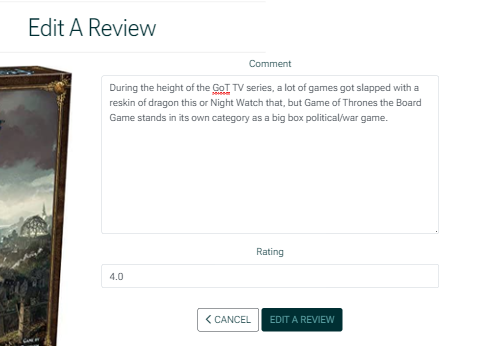 Edit A Review
Comment
During the height of the GoT TV series, a lot of games got slapped with a
reskin of dragon this or Night Watch that, but Game of Thrones the Board
Game stands in its own category as a big box political/war game.
Rating
4.0
CANCEL
EDIT A REVIEW
GAME BY